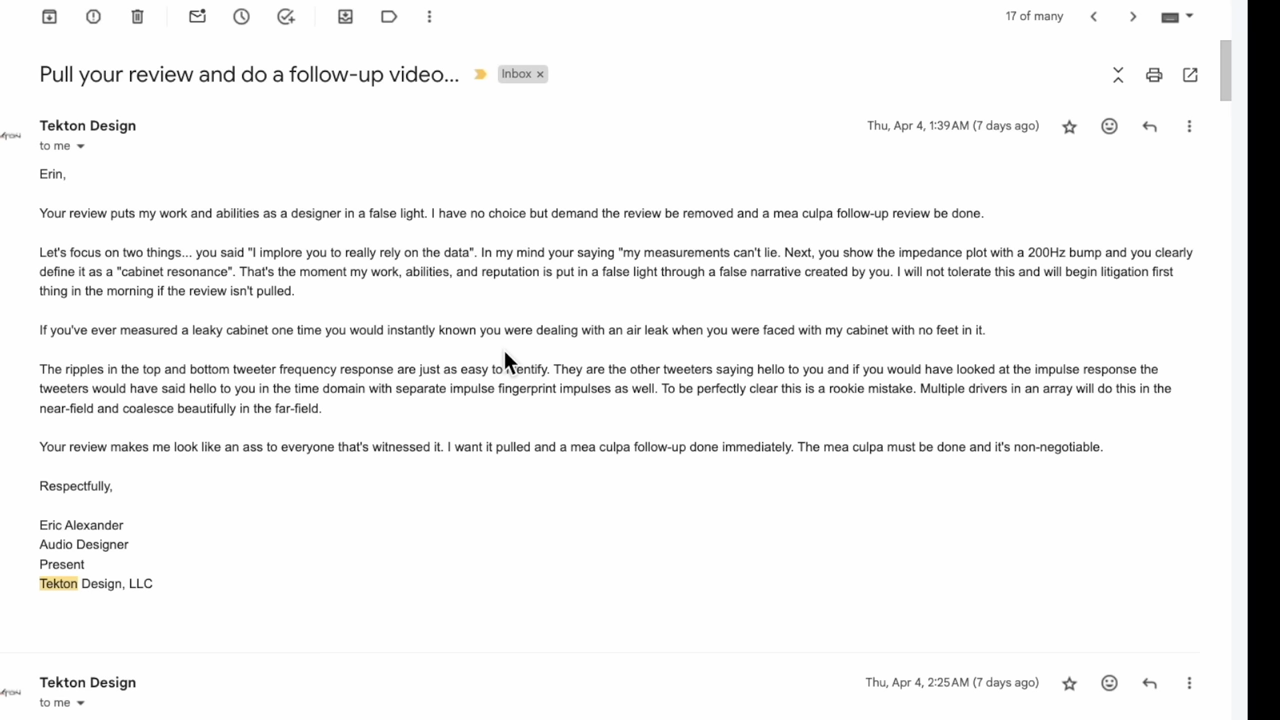 17 of many
Pull your review and do a follow-up video...
Inbox ×
Tekton Design
Thu, Apr 4, 1:39 AM (7 days ago)
to me
Erin,
Your review puts my work and abilities as a designer in a false light. I have no choice but demand the review be removed and a mea culpa follow-up review be done.
Let's focus on two things... you said "I implore you to really rely on the data". In my mind your saying "my measurements can't lie. Next, you show the impedance plot with a 200Hz bump and you clearly
define it as a "cabinet resonance". That's the moment my work, abilities, and reputation is put in a false light through a false narrative created by you. I will not tolerate this and will begin litigation first
thing in the morning if the review isn't pulled.
If you've ever measured a leaky cabinet one time you would instantly known you were dealing with an air leak when you were faced with my cabinet with no feet in it.
The ripples in the top and bottom tweeter frequency response are just as easy to identify. They are the other tweeters saying hello to you and if you would have looked at the impulse response the
tweeters would have said hello to you in the time domain with separate impulse fingerprint impulses as well. To be perfectly clear this is a rookie mistake. Multiple drivers in an array will do this in the
near-field and coalesce beautifully in the far-field.
Your review makes me look like an ass to everyone that's witnessed it. I want it pulled and a mea culpa follow-up done immediately. The mea culpa must be done and it's non-negotiable.
Respectfully,
Eric Alexander
Audio Designer
Present
Tekton Design, LLC
Tekton Design
Thu, Apr 4, 2:25 AM (7 days ago)
to me